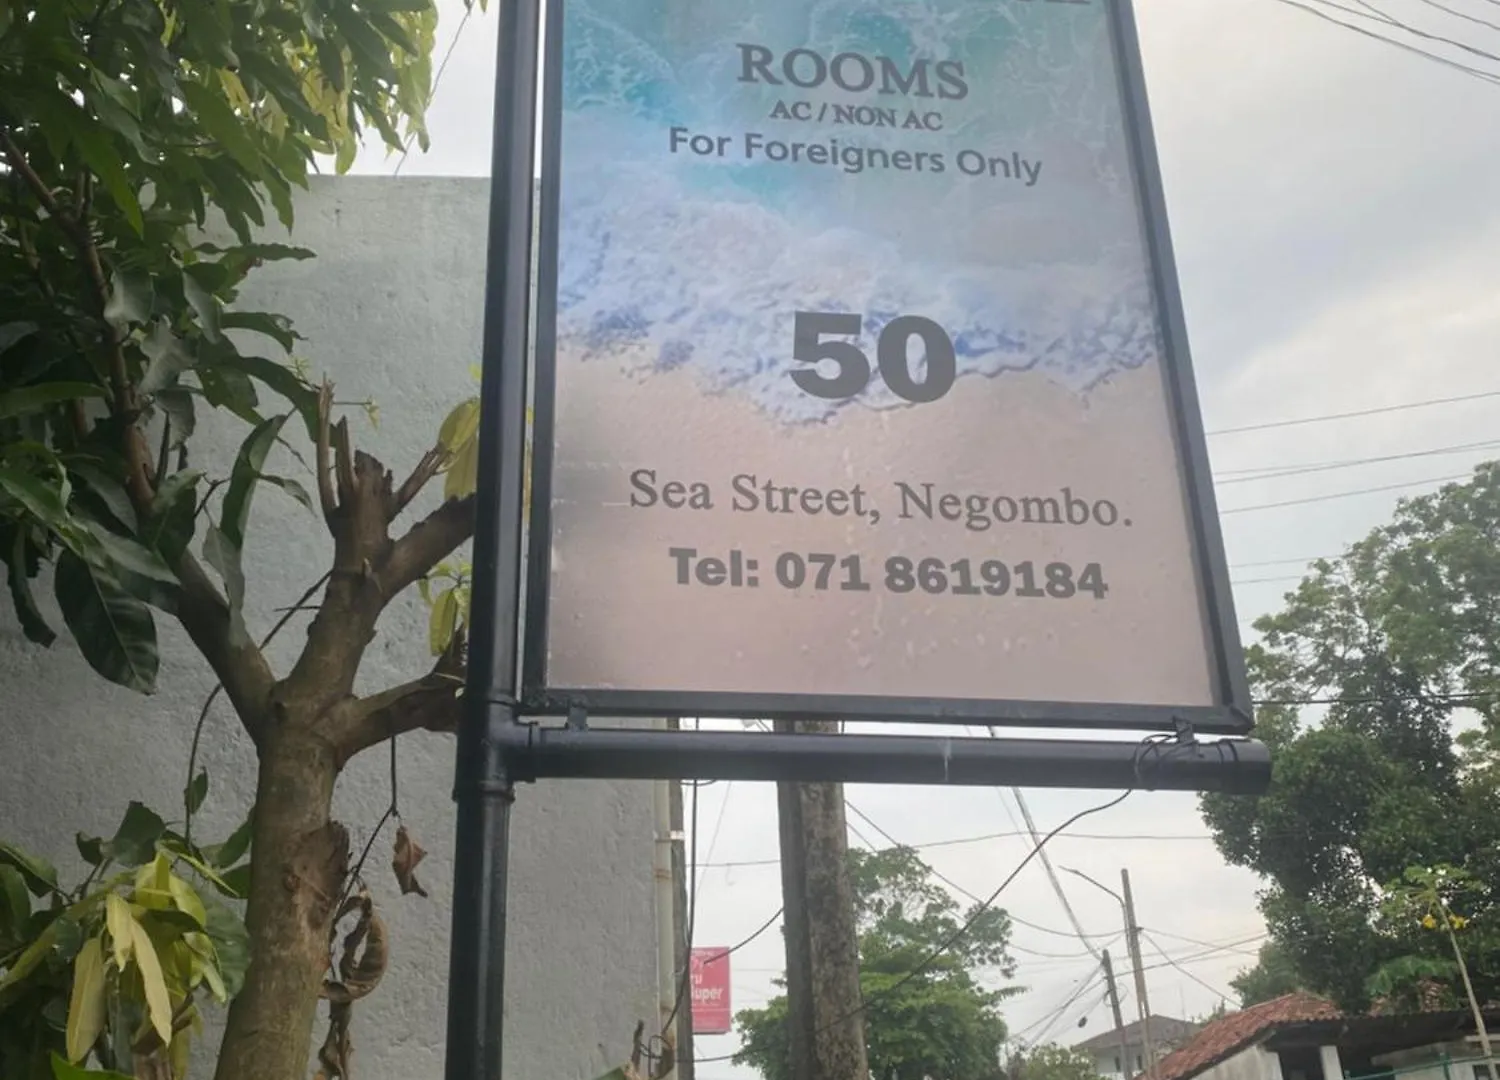 ROOMS
AC / NON AC
For Foreigners Only
50
Sea Street, Negombo.
Tel: 071 8619184